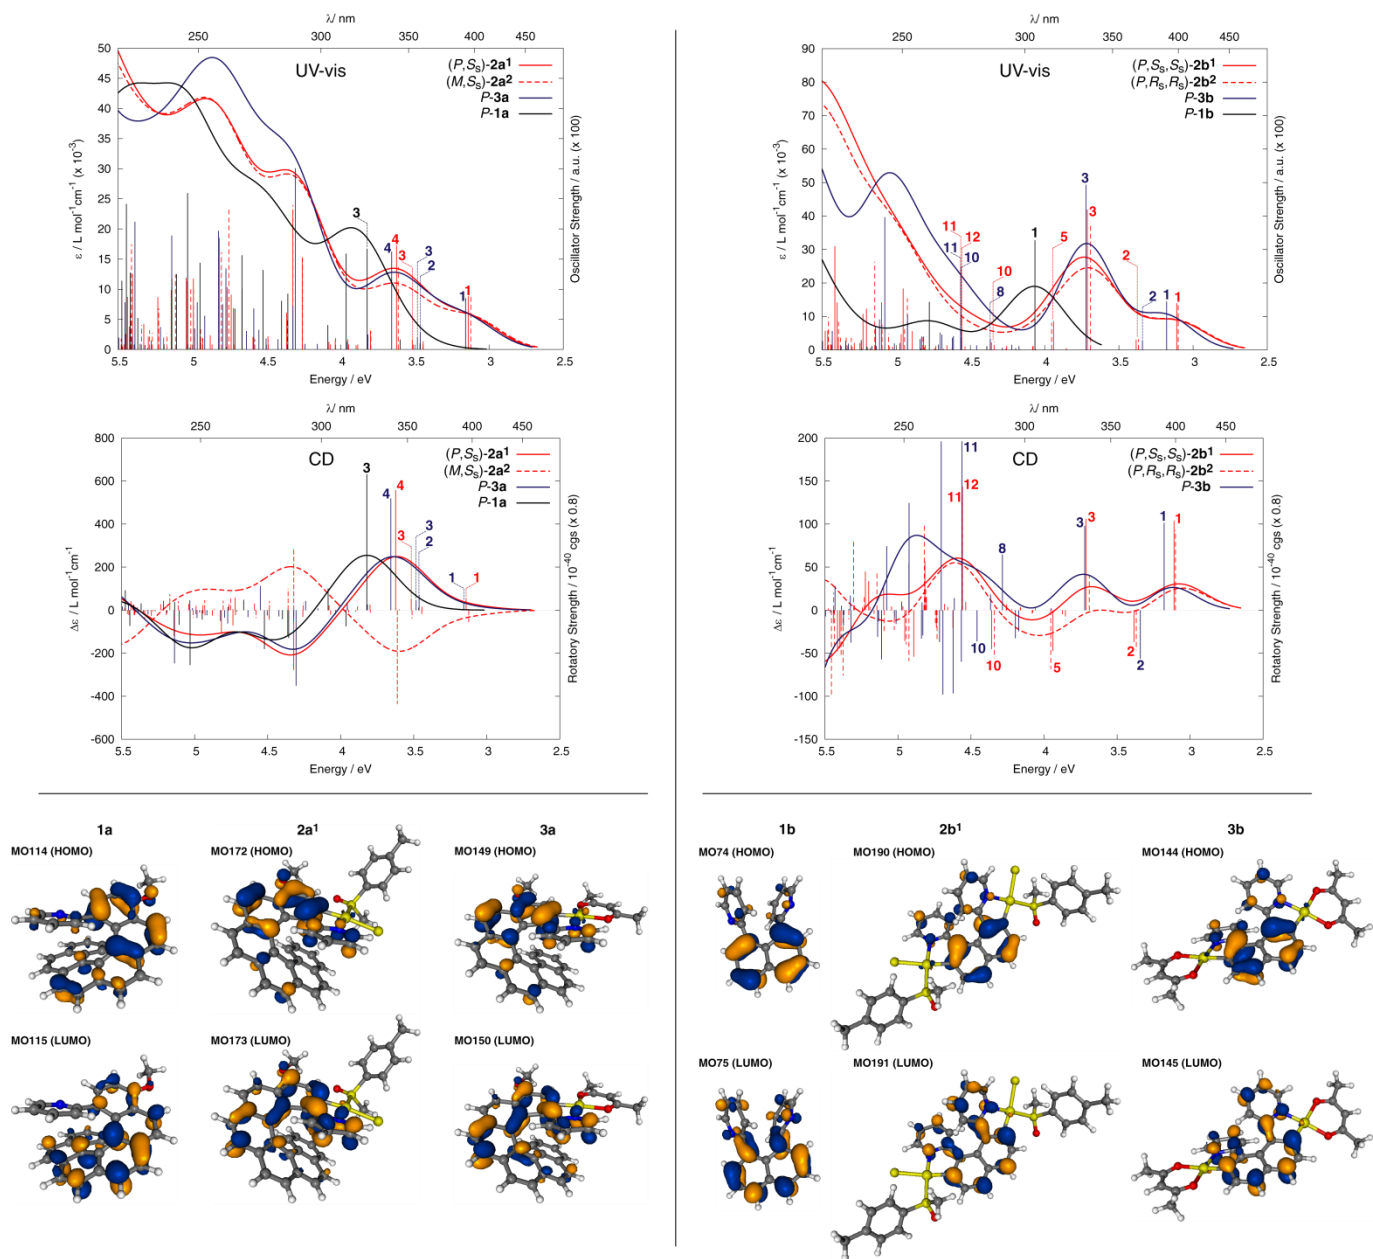 λ/ nm
250 300 350 400 450
UV-vis
(P,Ss)-2a¹
(M,Ss)-2a²
P-3a
P-1a
50
45
40
35
30
25
20
15
10
5
0
ε / L mol⁻¹cm⁻¹ (x 10⁻³)
Oscillator Strength / a.u. (x 100)
3
4 4 3 3 2
1 1
5.5 5 4.5 4 3.5 3 2.5
Energy / eV
λ/ nm
250 300 350 400 450
CD
(P,Ss)-2a¹
(M,Ss)-2a²
P-3a
P-1a
800
600
400
200
0
-200
-400
-600
Δε / L mol⁻¹cm⁻¹
Rotatory Strength / 10⁻⁴⁰ cgs (x 0.8)
3 4 4 3 3 2
1 1
5.5 5 4.5 4 3.5 3 2.5
Energy / eV
1a 2a¹ 3a
MO114 (HOMO) MO172 (HOMO) MO149 (HOMO)
MO115 (LUMO) MO173 (LUMO) MO150 (LUMO)
λ/ nm
250 300 350 400 450
UV-vis
(P,Ss,Ss)-2b¹
(P,Rs,Rs)-2b²
P-3b
P-1b
90
80
70
60
50
40
30
20
10
0
ε / L mol⁻¹cm⁻¹ (x 10⁻³)
Oscillator Strength / a.u. (x 100)
11 12
11 10 10 8
1 5 3 3 2 2 1 1
5.5 5 4.5 4 3.5 3 2.5
Energy / eV
λ/ nm
250 300 350 400 450
CD
(P,Ss,Ss)-2b¹
(P,Rs,Rs)-2b²
P-3b
200
150
100
50
0
-50
-100
-150
Δε / L mol⁻¹cm⁻¹
Rotatory Strength / 10⁻⁴⁰ cgs (x 0.8)
11
11 12
8 3 3 1 1
10 10 5 2 2
5.5 5 4.5 4 3.5 3 2.5
Energy / eV
1b 2b¹ 3b
MO74 (HOMO) MO190 (HOMO) MO144 (HOMO)
MO75 (LUMO) MO191 (LUMO) MO145 (LUMO)